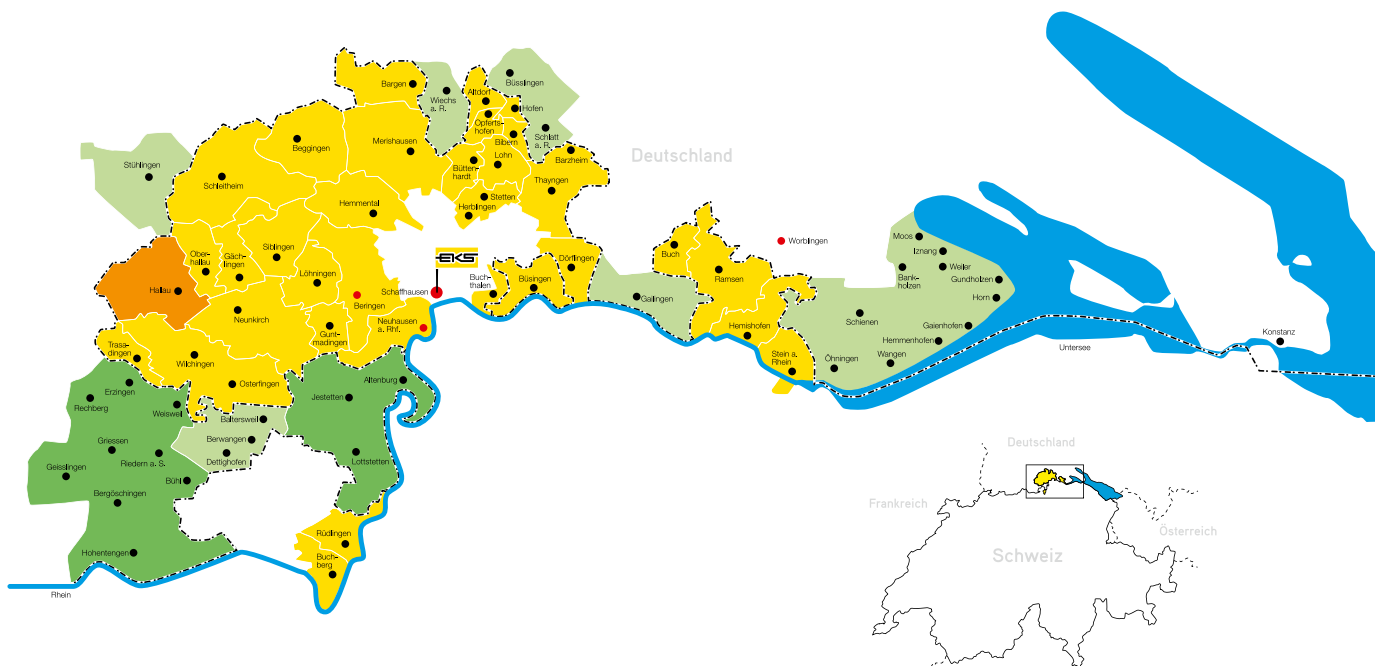 Bargen
Wiechs
a. R.
Büsslingen
Altdorf
Hofen
Opferts-
hofen
Bibern
Schlatt
a. R.
Merishausen
Beggingen
Lohn
Barzheim
Deutschland
Stühlingen
Schleitheim
Bütten-
hardt
Thayngen
Hemmental
Stetten
Herblingen
Siblingen
Ober-
hallau
Gäch-
lingen
Löhningen
EKS
Schaffhausen
Buch-
thalen
Büsingen
Dörflingen
Buch
Ramsen
Worblingen
Moos
Iznang
Weiler
Bank-
holzen
Gundholzen
Horn
Hallau
Beringen
Gailingen
Neunkirch
Neuhausen
a. Rhf.
Gunt-
madingen
Schienen
Gaienhofen
Hemishofen
Hemmenhofen
Konstanz
Untersee
Trasa-
dingen
Wilchingen
Stein a.
Rhein
Öhningen
Wangen
Osterfingen
Altenburg
Erzingen
Rechberg
Weisweil
Jestetten
Baltersweil
Berwangen
Dettighofen
Griessen
Riedern a. S.
Lottstetten
Geisslingen
Bühl
Bergöschingen
Rüdlingen
Buch-
berg
Hohentengen
Rhein
Deutschland
Frankreich
Österreich
Schweiz